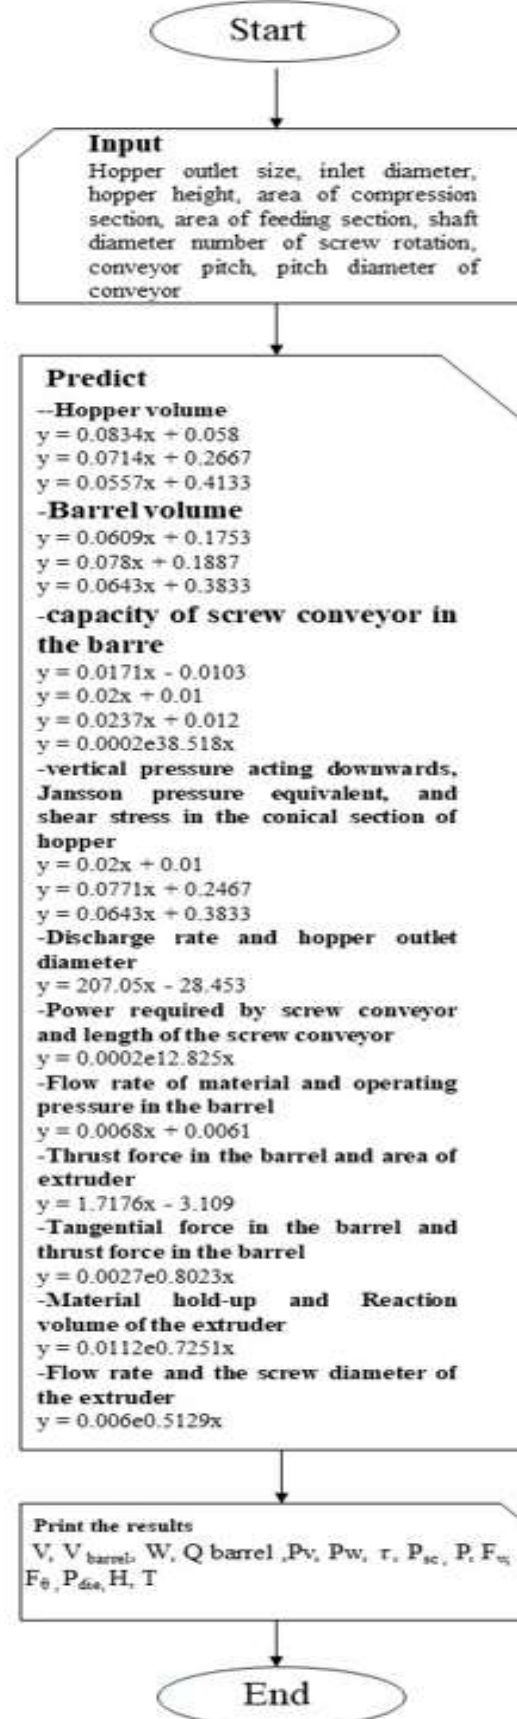 Start
Input
Hopper outlet size, inlet diameter,
hopper height, area of compression
section, area of feeding section, shaft
diameter number of screw rotation,
conveyor pitch, pitch diameter of
conveyor
Predict
--Hopper volume
y = 0.0834x + 0.058
y = 0.0714x + 0.2667
y = 0.0557x + 0.4133
-Barrel volume
y = 0.0609x + 0.1753
y = 0.078x + 0.1887
y = 0.0643x + 0.3833
-capacity of screw conveyor in
the barre
y = 0.0171x - 0.0103
y = 0.02x + 0.01
y = 0.0237x + 0.012
y = 0.0002e38.518x
-vertical pressure acting downwards,
Jansson pressure equivalent, and
shear stress in the conical section of
hopper
y = 0.02x + 0.01
y = 0.0771x + 0.2467
y = 0.0643x + 0.3833
-Discharge rate and hopper outlet
diameter
y = 207.05x - 28.453
-Power required by screw conveyor
and length of the screw conveyor
y = 0.0002e12.825x
-Flow rate of material and operating
pressure in the barrel
y = 0.0068x + 0.0061
-Thrust force in the barrel and area of
extruder
y = 1.7176x - 3.109
-Tangential force in the barrel and
thrust force in the barrel
y = 0.0027e0.8023x
-Material hold-up and Reaction
volume of the extruder
y = 0.0112e0.7251x
-Flow rate and the screw diameter of
the extruder
y = 0.006e0.5129x
Print the results
V, V barrel, W, Q barrel ,Pv, Pw, τ, Psc , P,
Fθ , Pdie, H, T
End